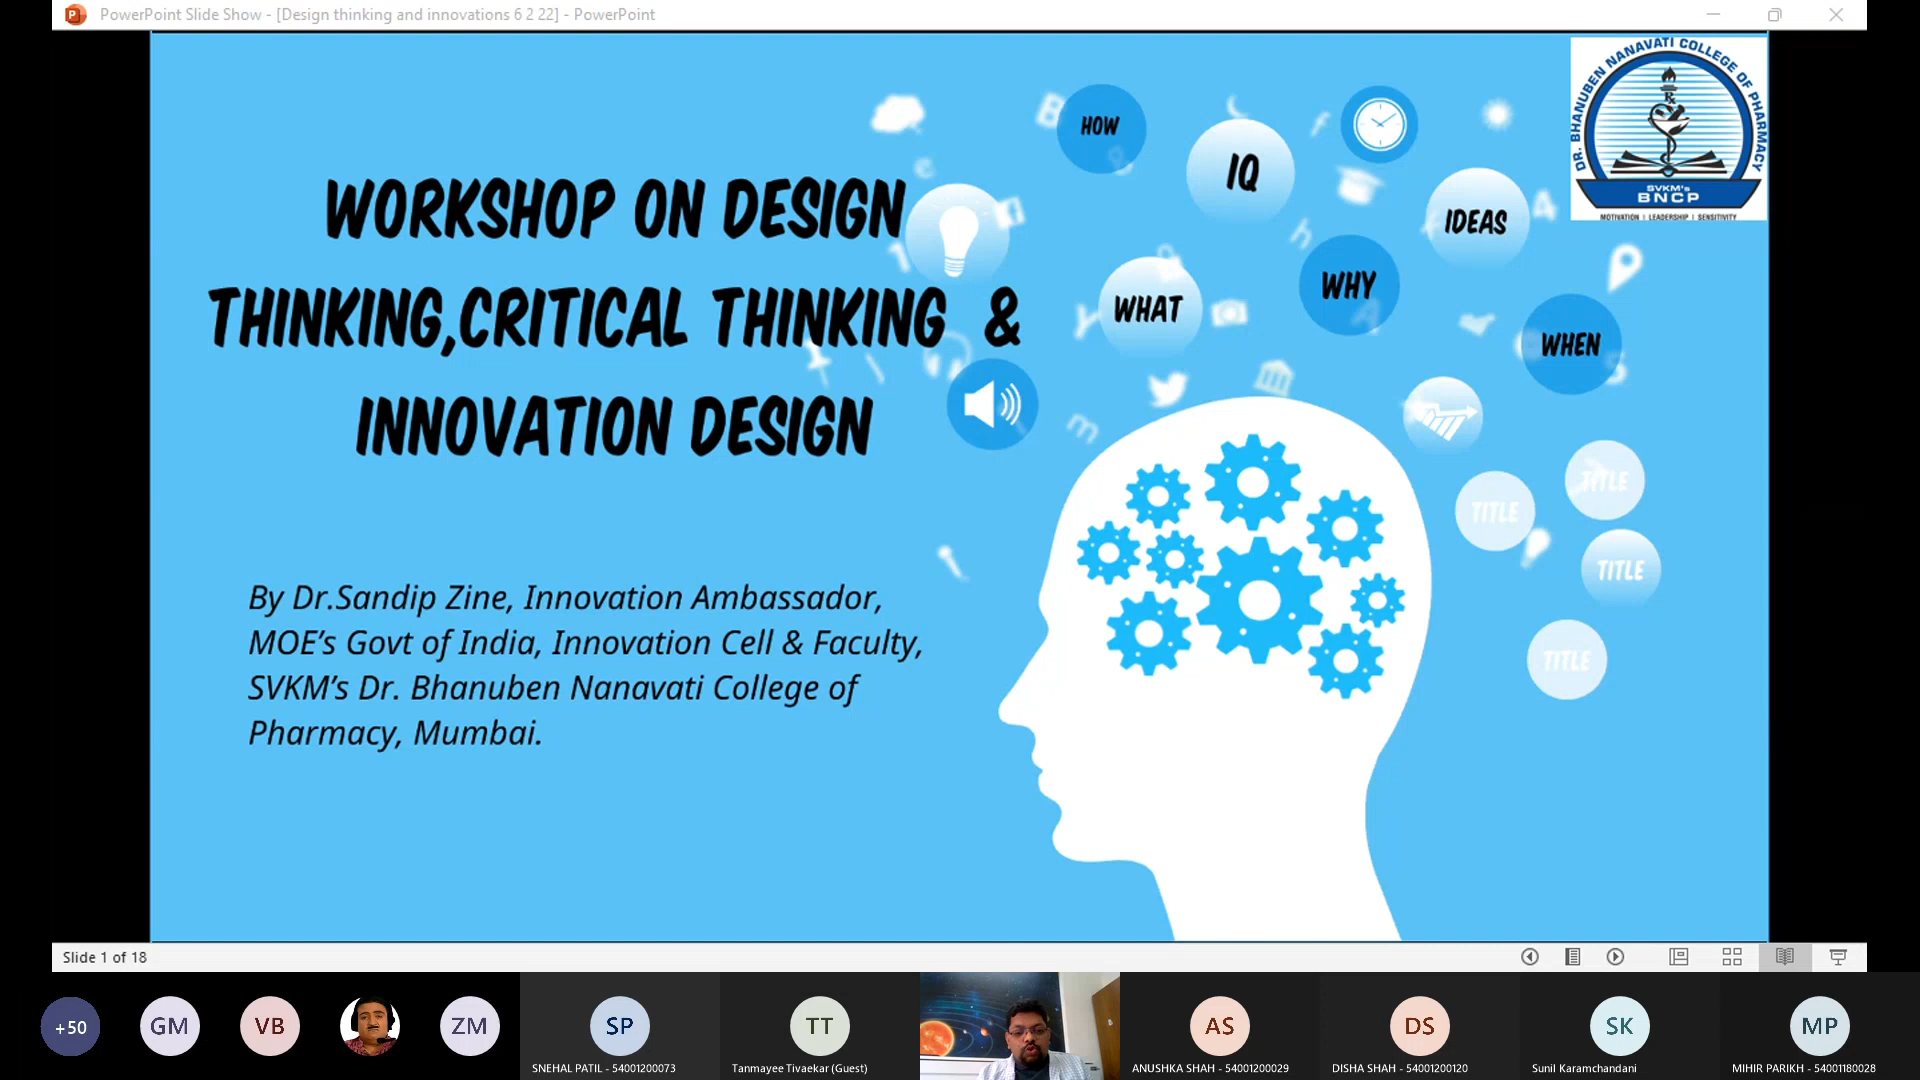 PowerPoint Slide Show - [Design thinking and innovations 6 2 22] - PowerPoint
DR. BHANUBEN NANAVATI COLLEGE OF PHARMACY
Rx
SVKM's
BNCP
MOTIVATION | LEADERSHIP | SENSITIVITY
WORKSHOP ON DESIGN
THINKING,CRITICAL THINKING &
INNOVATION DESIGN
HOW
IQ
IDEAS
WHY
WHAT
WHEN
TITLE
TITLE
TITLE
TITLE
By Dr.Sandip Zine, Innovation Ambassador,
MOE’s Govt of India, Innovation Cell & Faculty,
SVKM’s Dr. Bhanuben Nanavati College of
Pharmacy, Mumbai.
Slide 1 of 18
+50
GM
VB
ZM
SP
TT
AS
DS
SK
MP
SNEHAL PATIL - 54001200073
Tanmayee Tivaekar (Guest)
ANUSHKA SHAH - 54001200029
DISHA SHAH - 54001200120
Sunil Karamchandani
MIHIR PARIKH - 54001180028